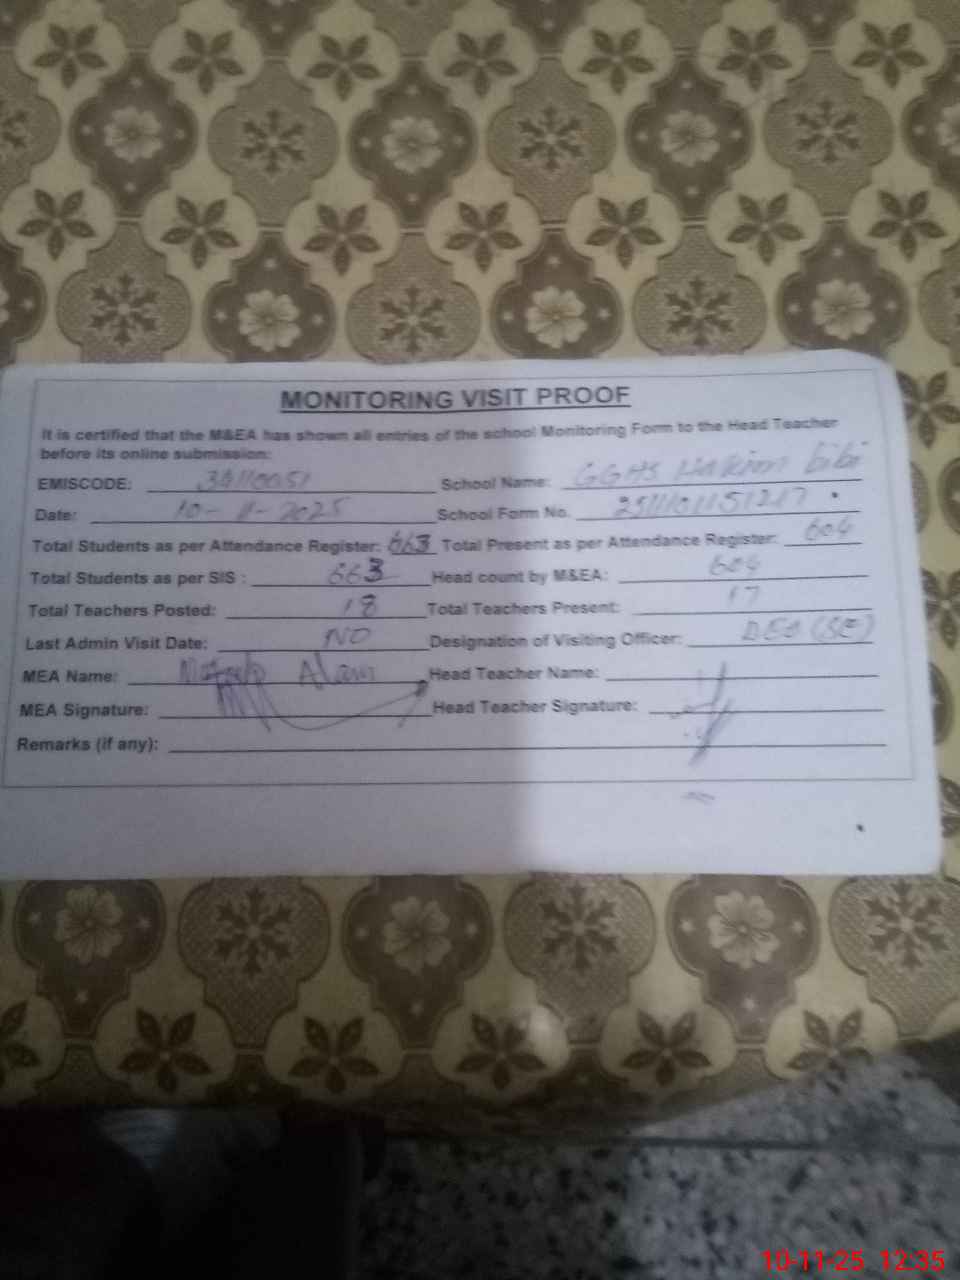 MONITORING VISIT PROOF
It is certified that the M&EA has shown all entries of the school Monitoring Form to the Head Teacher
before its online submission:
EMISCODE: School Name: GGHS Hakim bibi
Date: 10-11-2025 School Form No.
Total Students as per Attendance Register: 663 Total Present as per Attendance Register: 604
Total Students as per SIS : 663 Head count by M&EA: 604
Total Teachers Posted: 18 Total Teachers Present: 17
Last Admin Visit Date: NO Designation of Visiting Officer: DEO (SE)
MEA Name: Alam Head Teacher Name:
MEA Signature: Head Teacher Signature:
Remarks (if any):
10-11-25 12:35